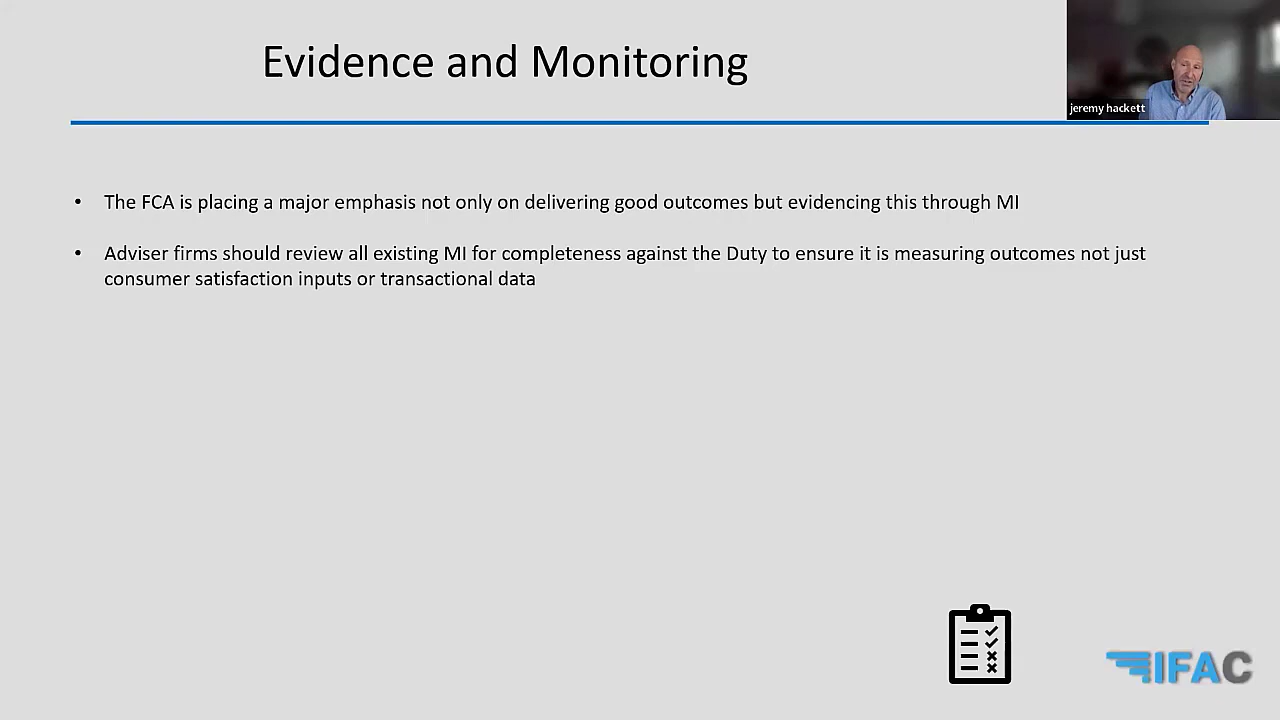 Evidence and Monitoring
jeremy hackett
• The FCA is placing a major emphasis not only on delivering good outcomes but evidencing this through MI
• Adviser firms should review all existing MI for completeness against the Duty to ensure it is measuring outcomes not just
consumer satisfaction inputs or transactional data
IFAC